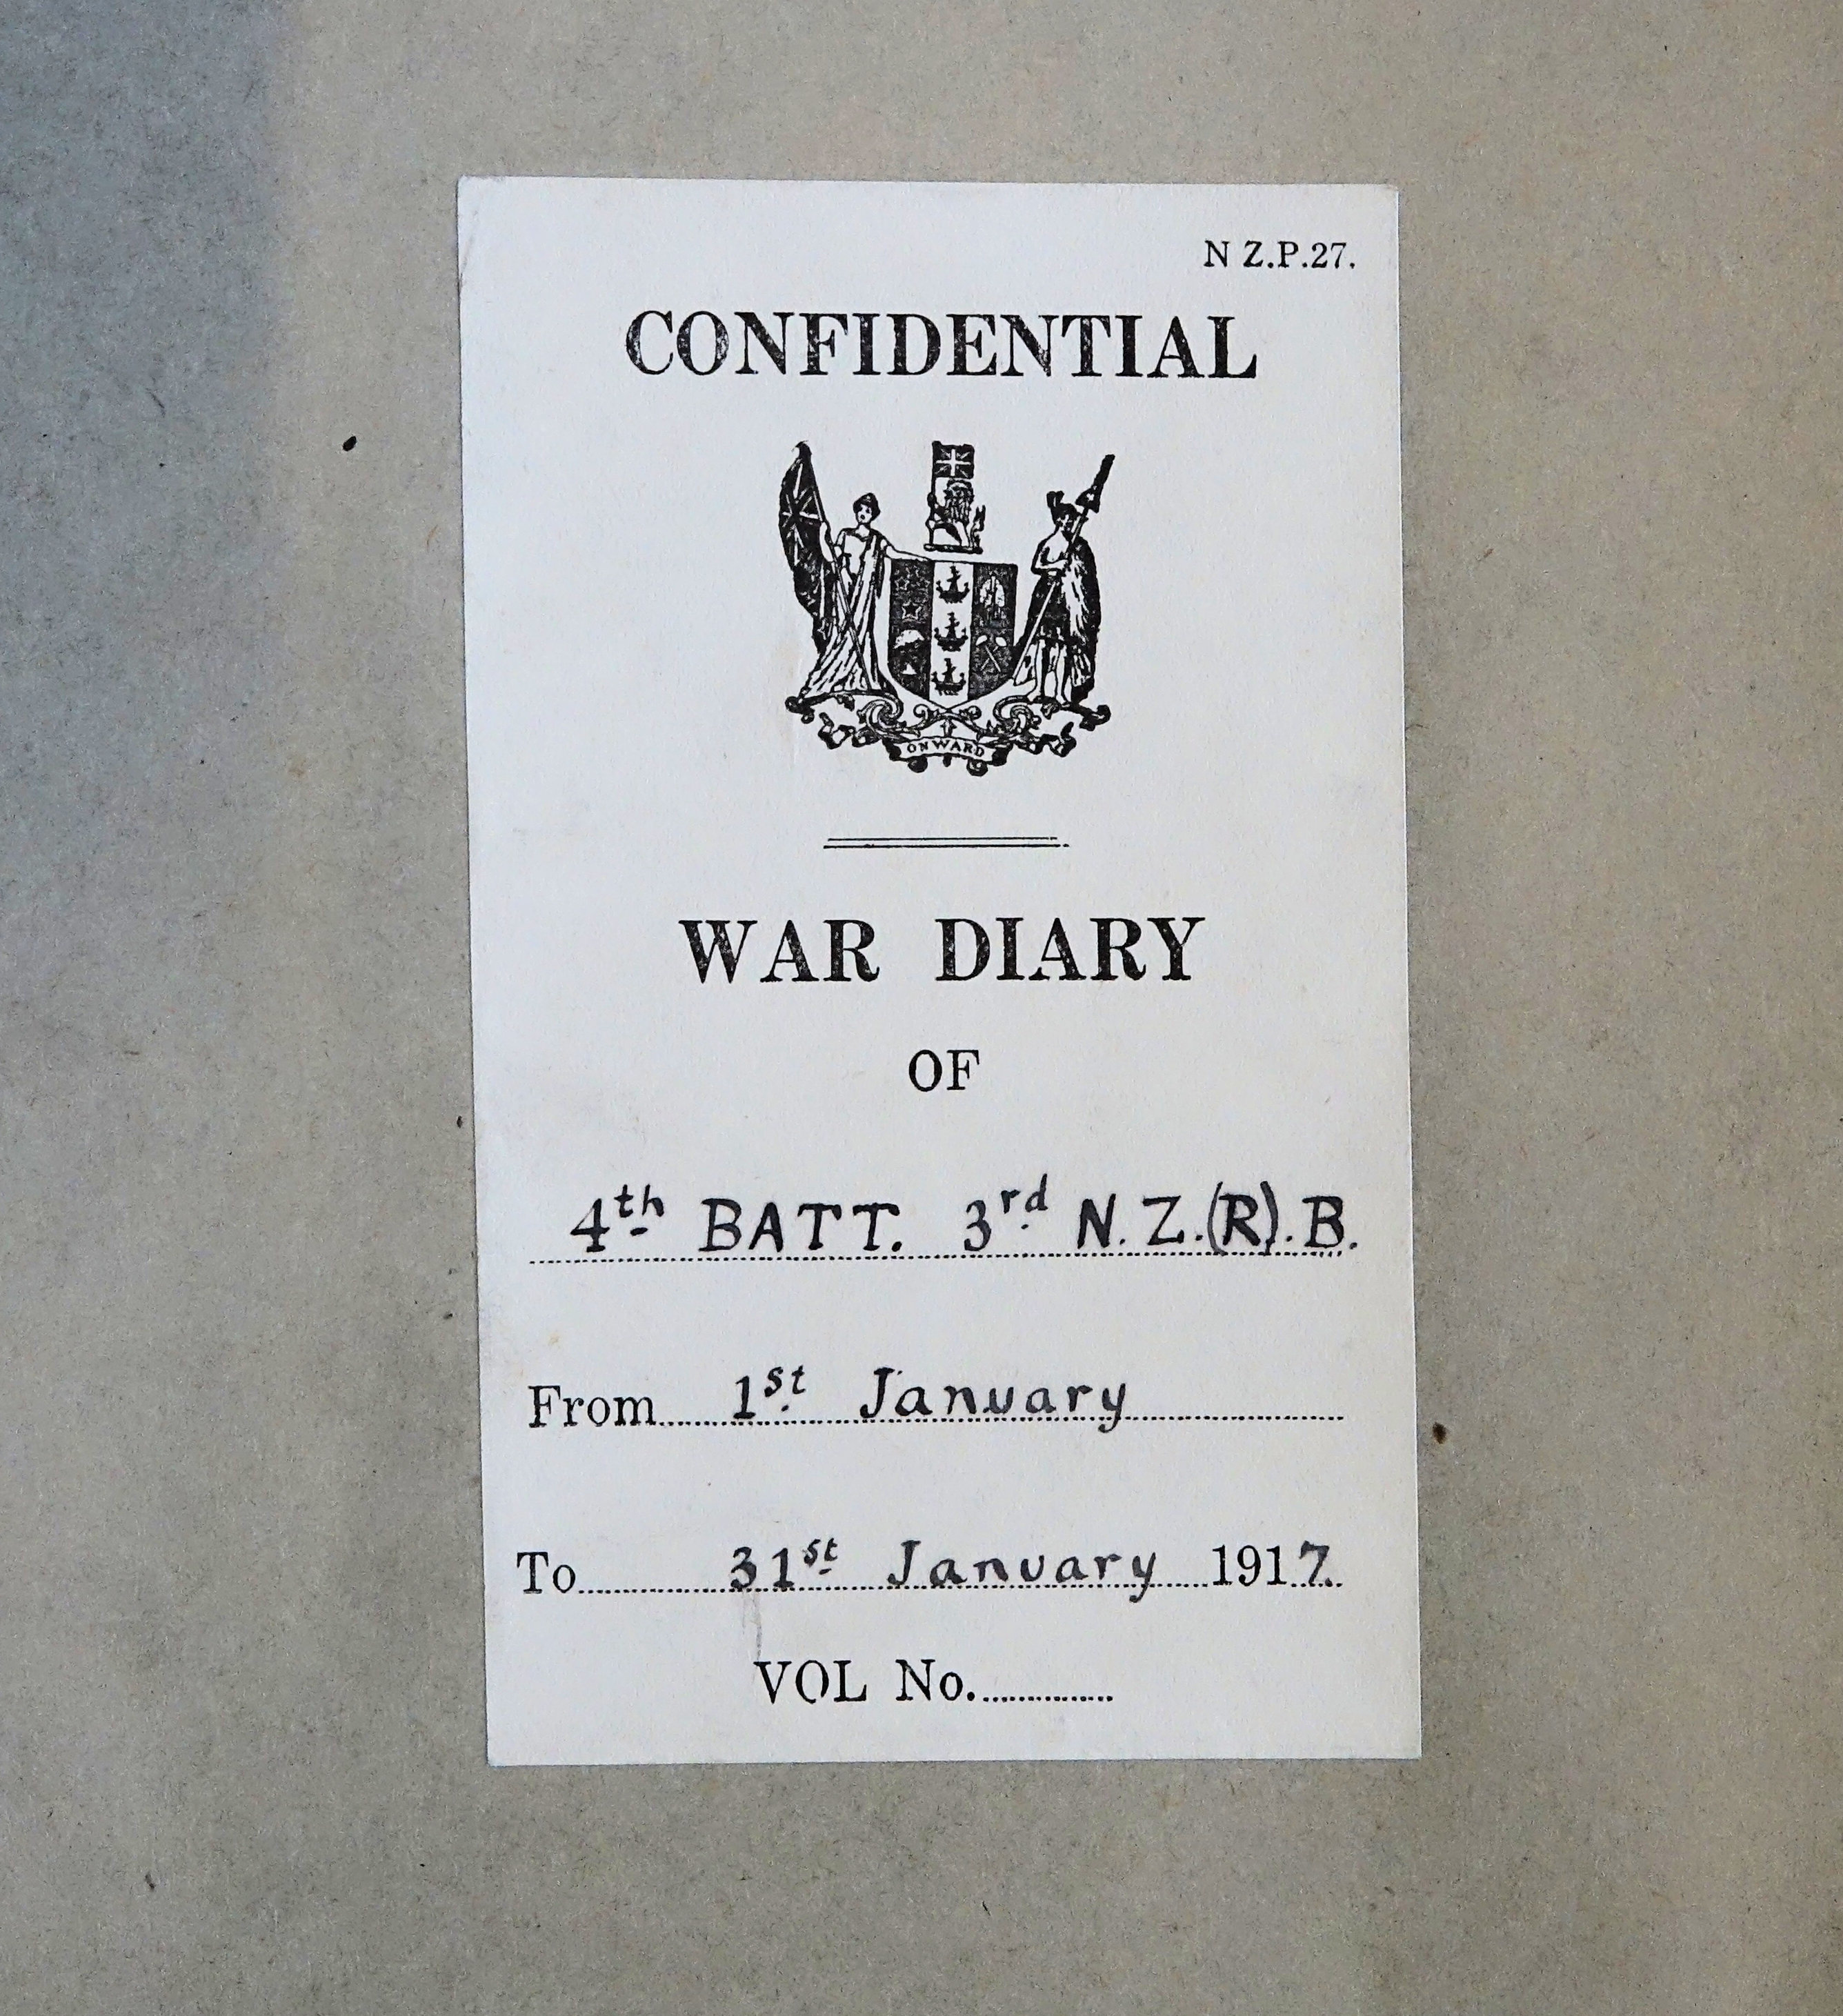 N Z.P.27.
CONFIDENTIAL
ONWARD
WAR DIARY
OF
4th BATT. 3rd N.Z.(R).B.
From 1st January
To 31st January 1917.
VOL No.